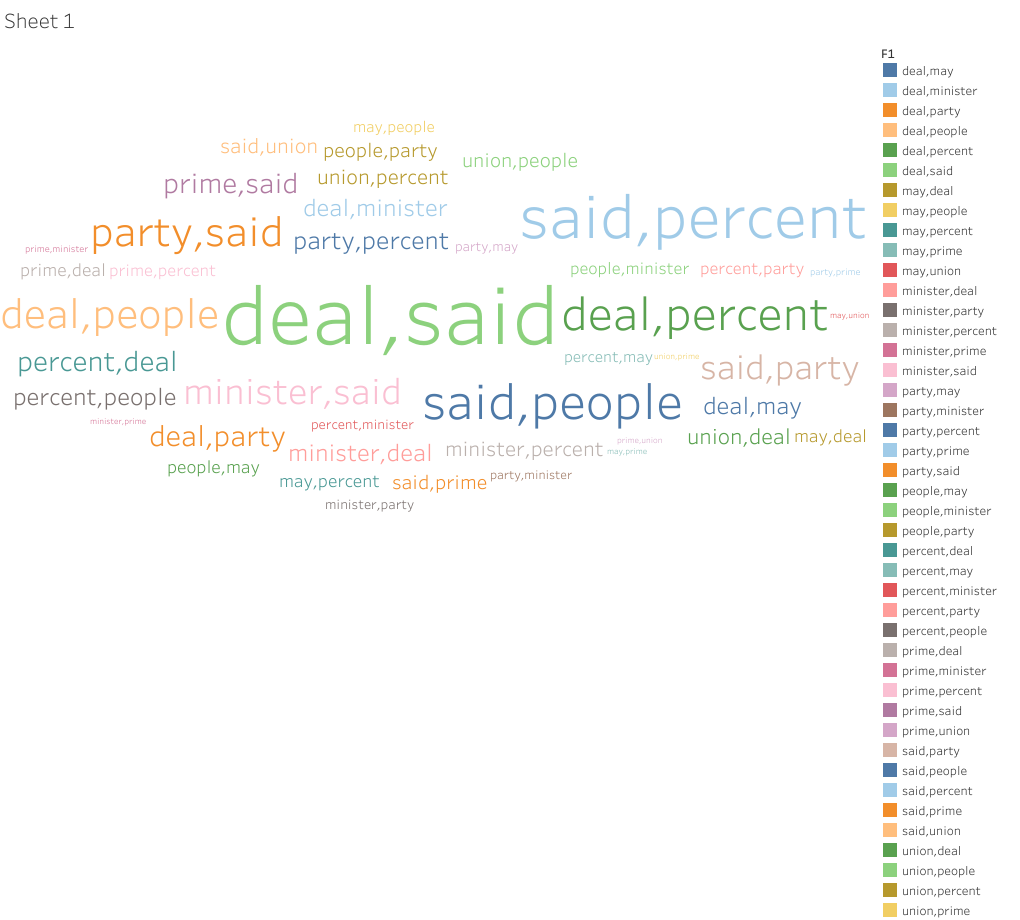 Sheet 1
may,people
said,union
people,party
union,people
prime,said
union,percent
deal,minister
said,percent
party,said
party,percent
party,may
prime,minister
prime,deal
prime,percent
people,minister
percent,party
party,prime
deal,people
deal,said
deal,percent
may,union
percent,deal
percent,may
union,prime
said,party
percent,people
minister,said
said,people
deal,may
minister,prime
deal,party
percent,minister
minister,deal
minister,percent
prime,union
may,prime
union,deal
may,deal
people,may
may,percent
said,prime
party,minister
minister,party
F1
deal,may
deal,minister
deal,party
deal,people
deal,percent
deal,said
may,deal
may,people
may,percent
may,prime
may,union
minister,deal
minister,party
minister,percent
minister,prime
minister,said
party,may
party,minister
party,percent
party,prime
party,said
people,may
people,minister
people,party
percent,deal
percent,may
percent,minister
percent,party
percent,people
prime,deal
prime,minister
prime,percent
prime,said
prime,union
said,party
said,people
said,percent
said,prime
said,union
union,deal
union,people
union,percent
union,prime